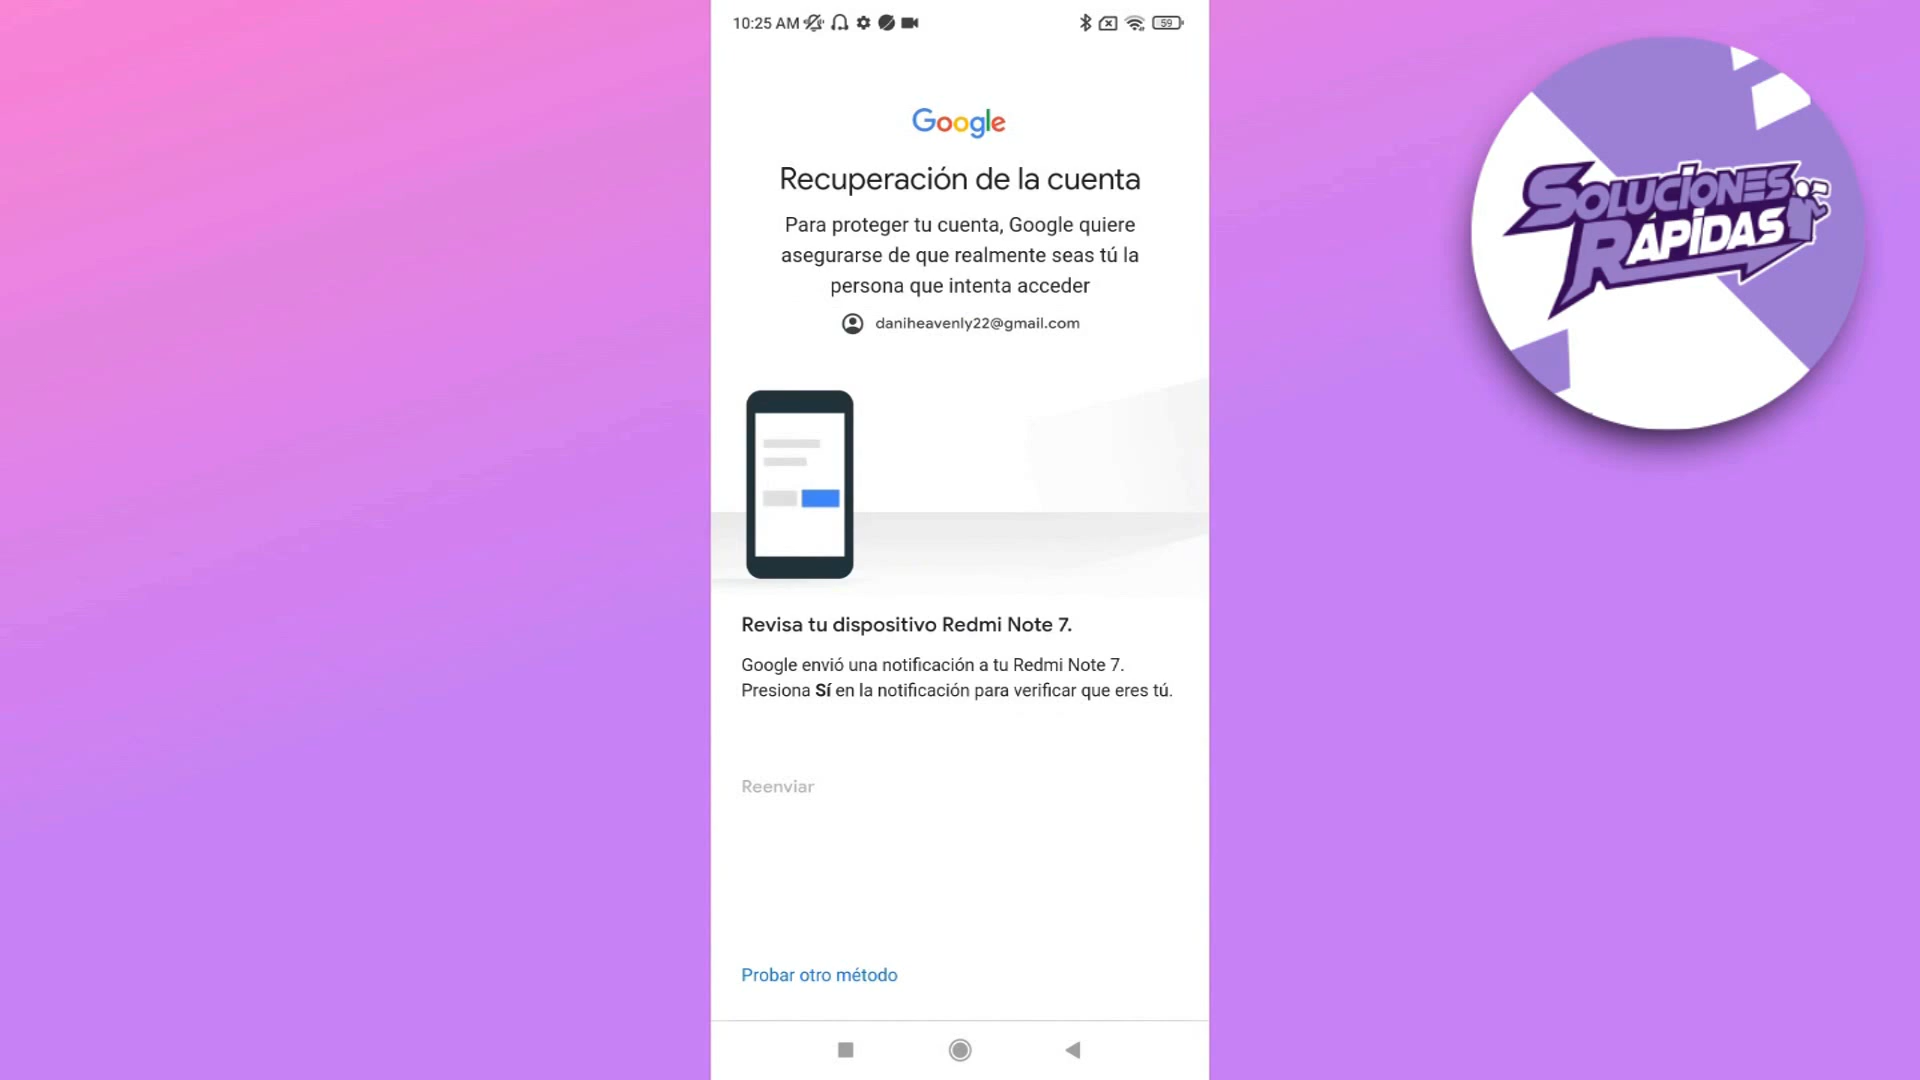 10:25 AM
59
Google
Recuperación de la cuenta
Para proteger tu cuenta, Google quiere
asegurarse de que realmente seas tú la
persona que intenta acceder
daniheavenly22@gmail.com
SOLUCIONES
RÁPIDAS
Revisa tu dispositivo Redmi Note 7.
Google envió una notificación a tu Redmi Note 7.
Presiona Sí en la notificación para verificar que eres tú.
Reenviar
Probar otro método